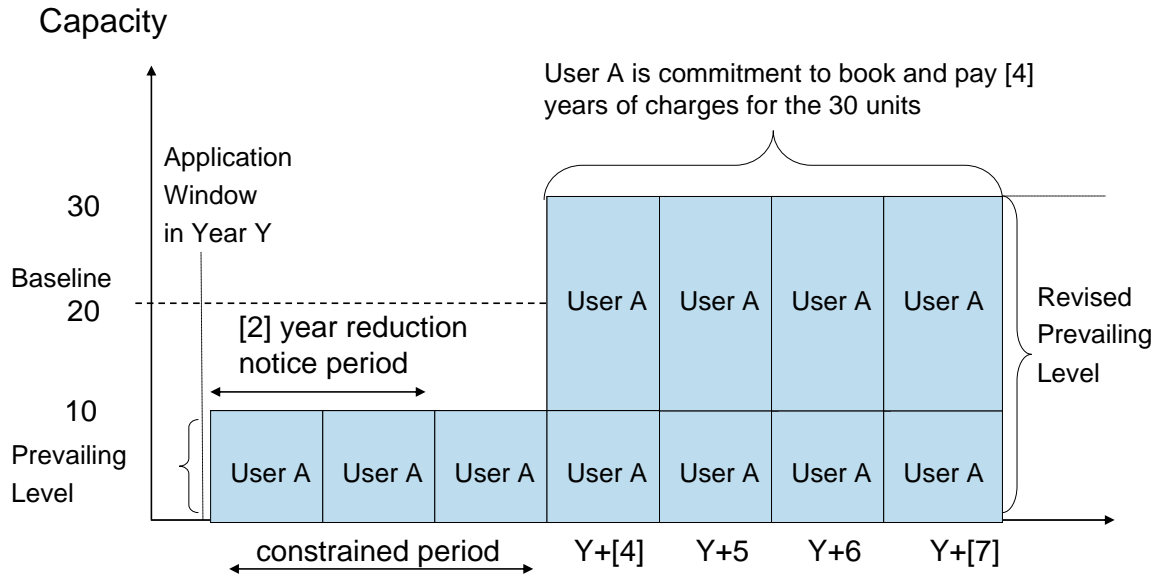 Capacity
User A is commitment to book and pay [4]
years of charges for the 30 units
Application
Window
in Year Y
30
Baseline
20
[2] year reduction
notice period
10
Prevailing
Level
User A
User A
User A
User A
Revised
Prevailing
Level
User A
User A
User A
User A
User A
User A
User A
constrained period
Y+[4]
Y+5
Y+6
Y+[7]